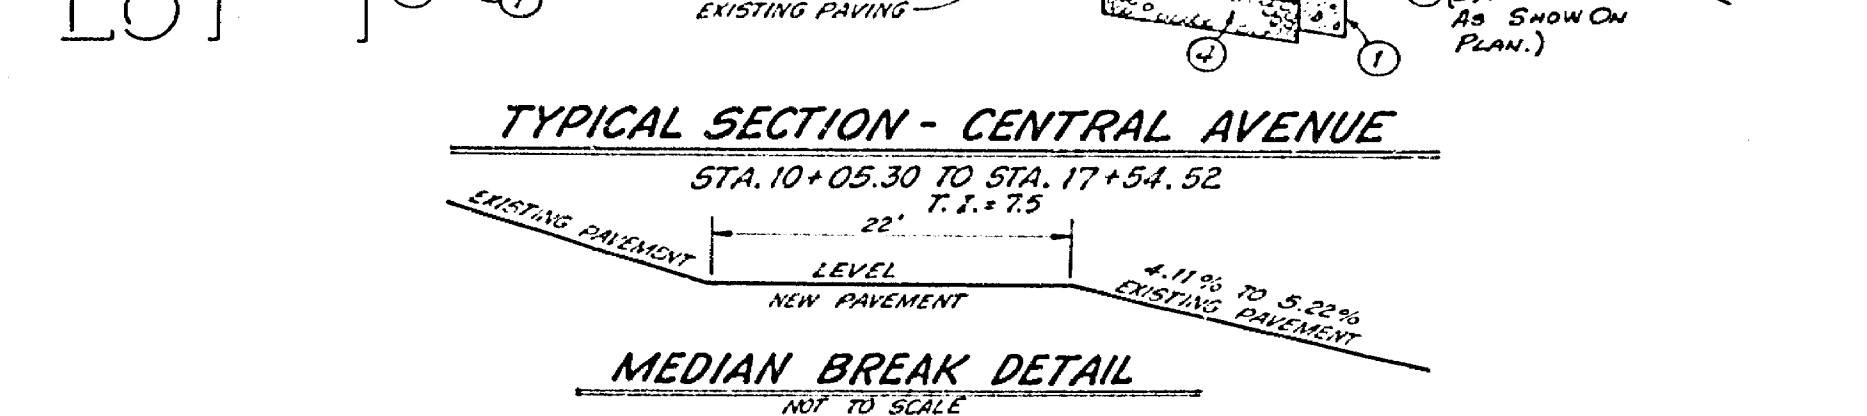 LOT
EXISTING PAVING
AS SHOW ON
PLAN.)
4
1
TYPICAL SECTION - CENTRAL AVENUE
STA. 10+05.30 TO STA. 17+54.52
T. I. = 7.5
EXISTING PAVEMENT
22'
LEVEL
NEW PAVEMENT
4.11% TO 5.22%
EXISTING PAVEMENT
MEDIAN BREAK DETAIL
NOT TO SCALE